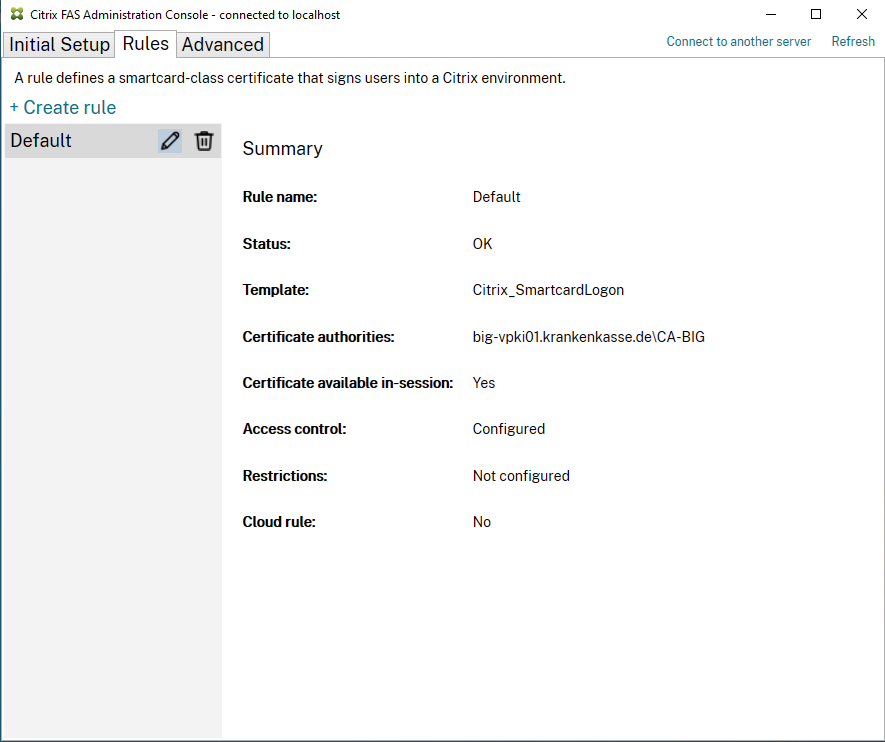 Citrix FAS Administration Console - connected to localhost
Initial Setup Rules Advanced Connect to another server Refresh
A rule defines a smartcard-class certificate that signs users into a Citrix environment.
+ Create rule
Default
Summary
Rule name: Default
Status: OK
Template: Citrix_SmartcardLogon
Certificate authorities: big-vpki01.krankenkasse.de\CA-BIG
Certificate available in-session: Yes
Access control: Configured
Restrictions: Not configured
Cloud rule: No